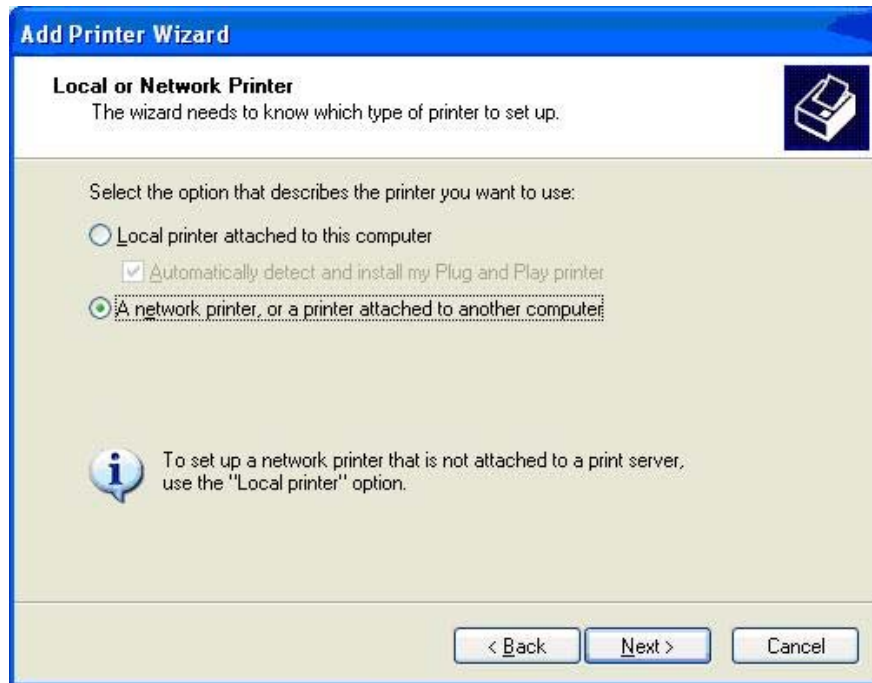 Add Printer Wizard
Local or Network Printer
The wizard needs to know which type of printer to set up.
Select the option that describes the printer you want to use:
Local printer attached to this computer
Automatically detect and install my Plug and Play printer
A network printer, or a printer attached to another computer
To set up a network printer that is not attached to a print server,
use the "Local printer" option.
< Back Next > Cancel